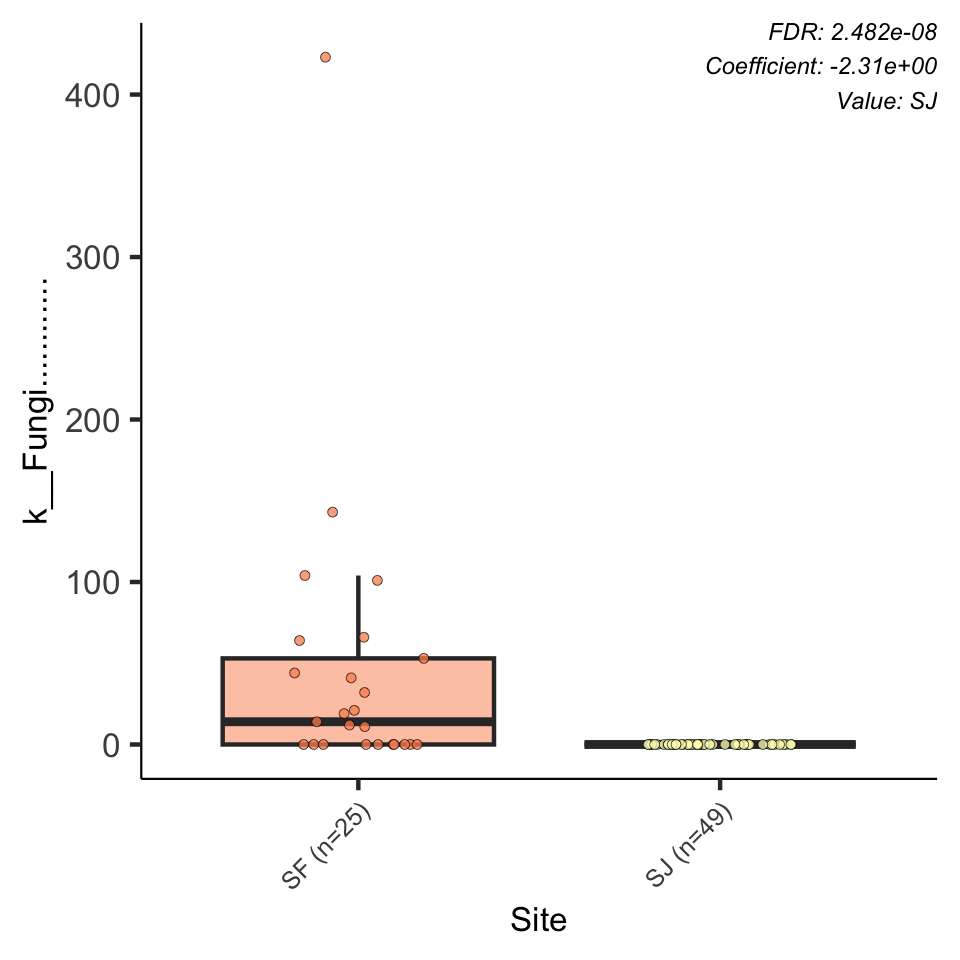 FDR: 2.482e-08
Coefficient: -2.31e+00
Value: SJ
400
300
200
100
0
k__Fungi............
SF (n=25)
SJ (n=49)
Site